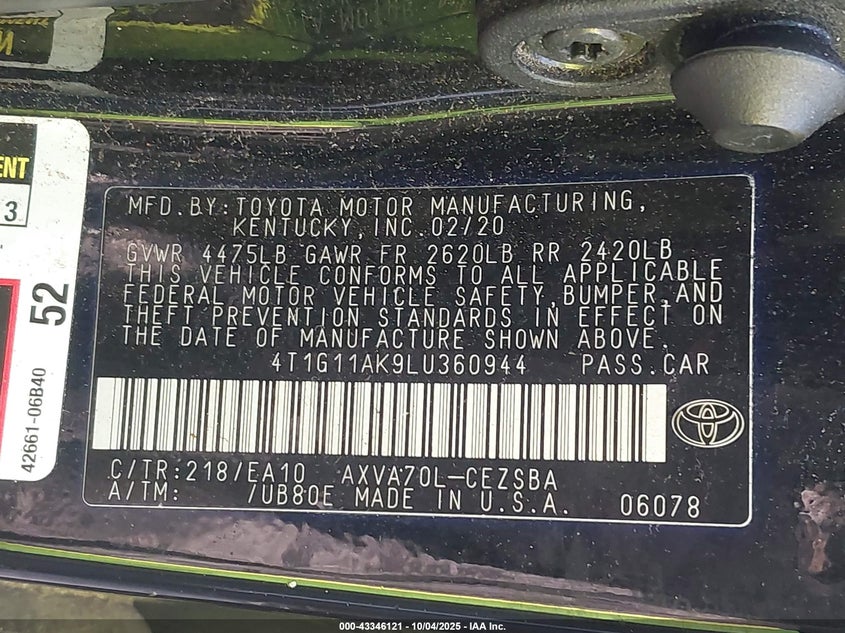 MFD.BY:TOYOTA MOTOR MANUFACTURING,
KENTUCKY,INC.02/20
GVWR 4475LB GAWR FR 2620LB RR 2420LB
THIS VEHICLE CONFORMS TO ALL APPLICABLE
FEDERAL MOTOR VEHICLE SAFETY,BUMPER,AND
THEFT PREVENTION STANDARDS IN EFFECT ON
THE DATE OF MANUFACTURE SHOWN ABOVE.
4T1G11AK9LU360944 PASS.CAR
C/TR:218/EA10 AXVA70L-CEZSBA
A/TM: /UB80E MADE IN U.S.A. 06078
ENT
3
52
42661-06B40
000-43346121 - 10/04/2025 - IAA Inc.